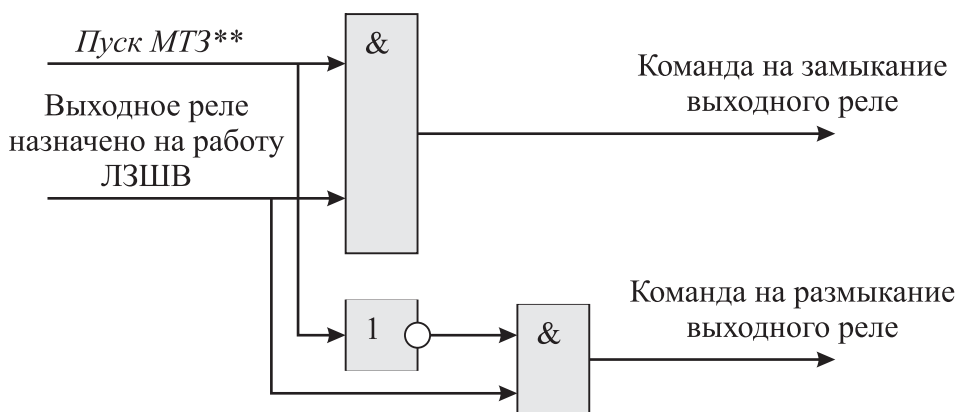 Пуск МТЗ**
&
Команда на замыкание
выходного реле
Выходное реле
назначено на работу
ЛЗШВ
Команда на размыкание
выходного реле
1
&